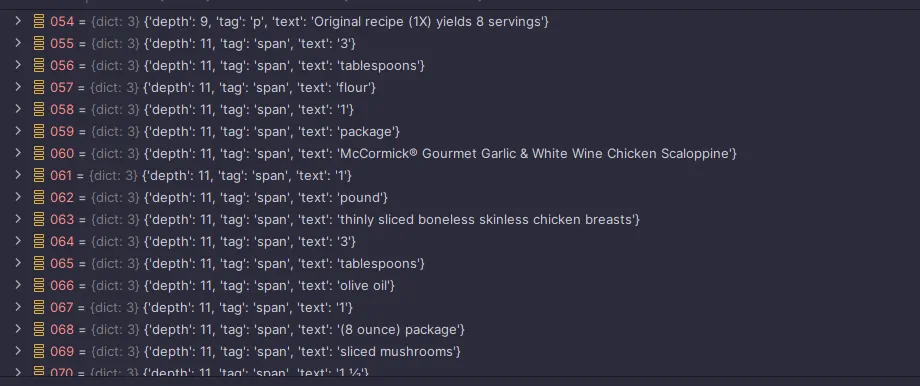 054 = {dict: 3} {'depth': 9, 'tag': 'p', 'text': 'Original recipe (1X) yields 8 servings'}
055 = {dict: 3} {'depth': 11, 'tag': 'span', 'text': '3'}
056 = {dict: 3} {'depth': 11, 'tag': 'span', 'text': 'tablespoons'}
057 = {dict: 3} {'depth': 11, 'tag': 'span', 'text': 'flour'}
058 = {dict: 3} {'depth': 11, 'tag': 'span', 'text': '1'}
059 = {dict: 3} {'depth': 11, 'tag': 'span', 'text': 'package'}
060 = {dict: 3} {'depth': 11, 'tag': 'span', 'text': 'McCormick® Gourmet Garlic & White Wine Chicken Scaloppine'}
061 = {dict: 3} {'depth': 11, 'tag': 'span', 'text': '1'}
062 = {dict: 3} {'depth': 11, 'tag': 'span', 'text': 'pound'}
063 = {dict: 3} {'depth': 11, 'tag': 'span', 'text': 'thinly sliced boneless skinless chicken breasts'}
064 = {dict: 3} {'depth': 11, 'tag': 'span', 'text': '3'}
065 = {dict: 3} {'depth': 11, 'tag': 'span', 'text': 'tablespoons'}
066 = {dict: 3} {'depth': 11, 'tag': 'span', 'text': 'olive oil'}
067 = {dict: 3} {'depth': 11, 'tag': 'span', 'text': '1'}
068 = {dict: 3} {'depth': 11, 'tag': 'span', 'text': '(8 ounce) package'}
069 = {dict: 3} {'depth': 11, 'tag': 'span', 'text': 'sliced mushrooms'}
070 = {dict: 3} {'depth': 11, 'tag': 'span', 'text':